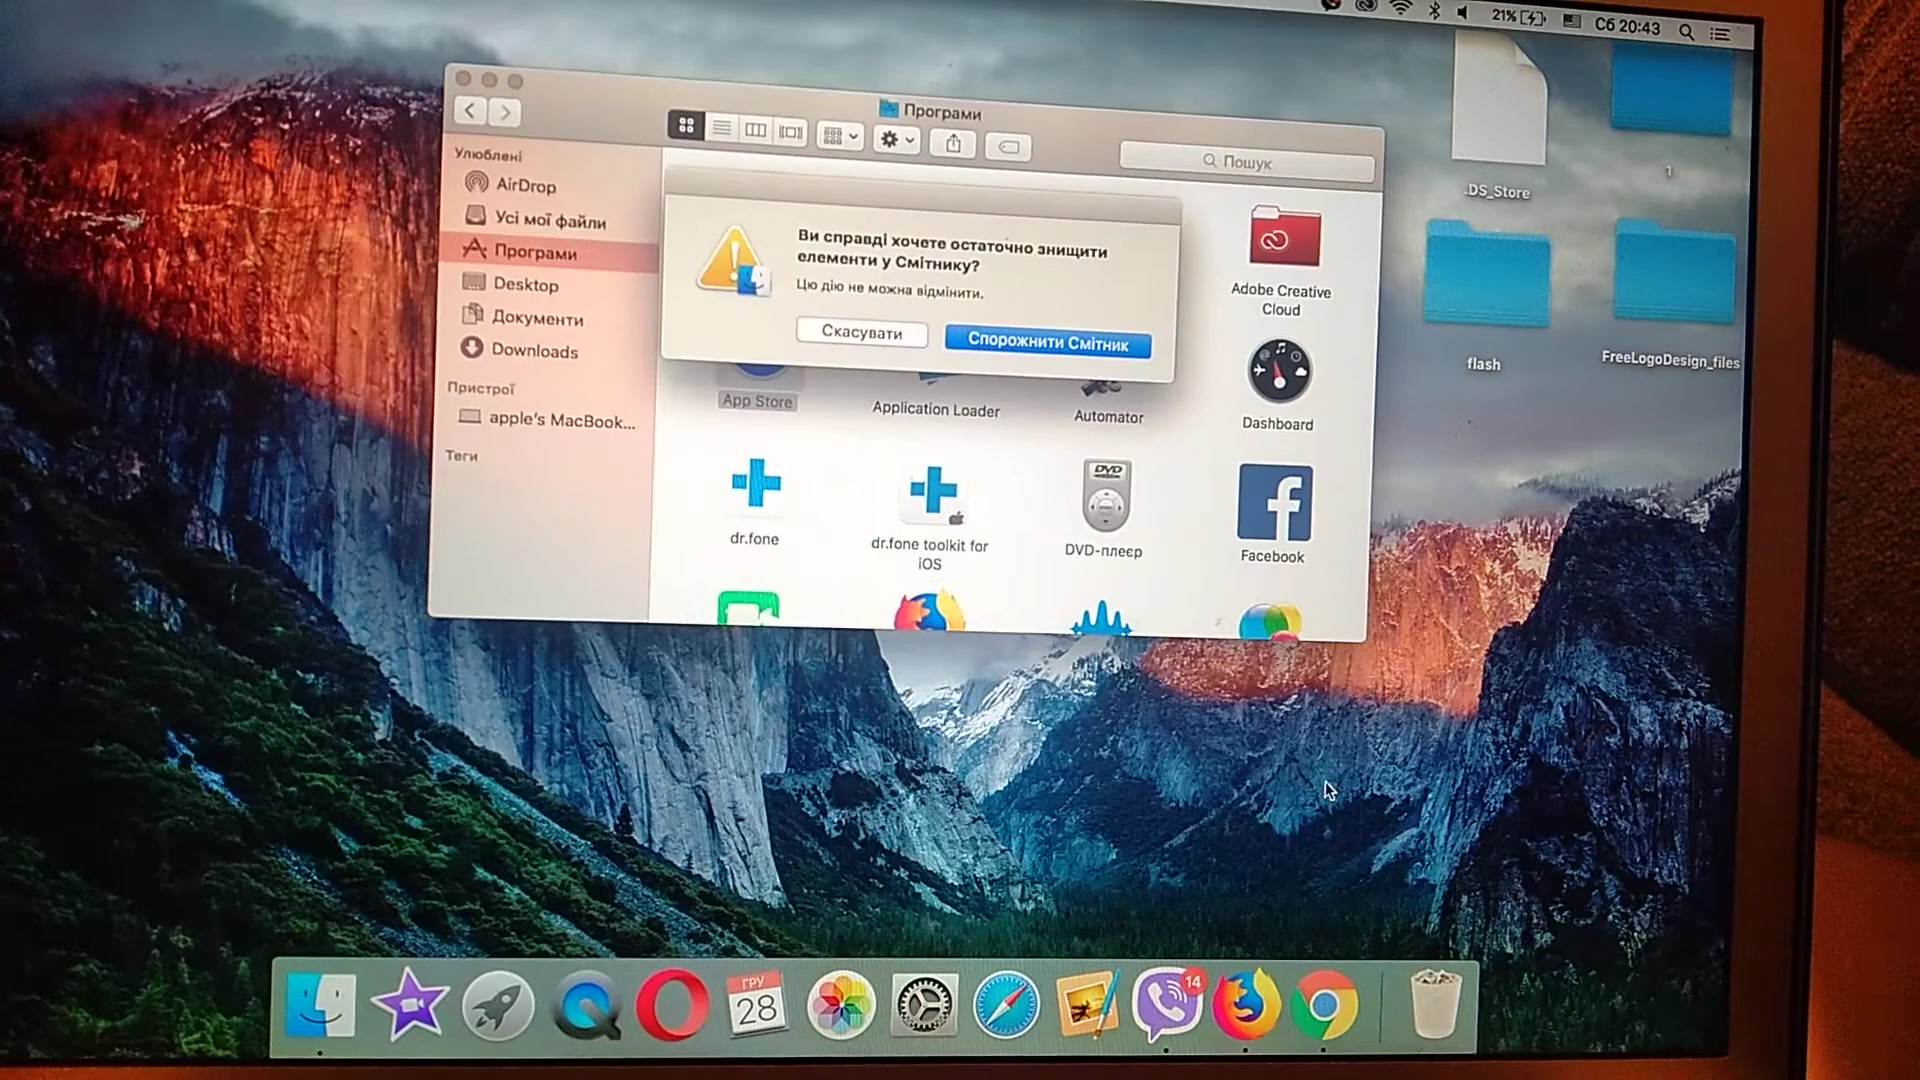 21%
Сб 20:43
Програми
Пошук
Улюблені
AirDrop
Усі мої файли
Програми
Desktop
Документи
Downloads
Пристрої
apple's MacBook...
Теги
Ви справді хочете остаточно знищити
елементи у Смітнику?
Цю дію не можна відмінити.
Скасувати
Спорожнити Смітник
Adobe Creative
Cloud
App Store
Application Loader
Automator
Dashboard
dr.fone
dr.fone toolkit for
iOS
DVD
DVD-плеєр
Facebook
.DS_Store
1
flash
FreeLogoDesign_files
ГРУ
28
14